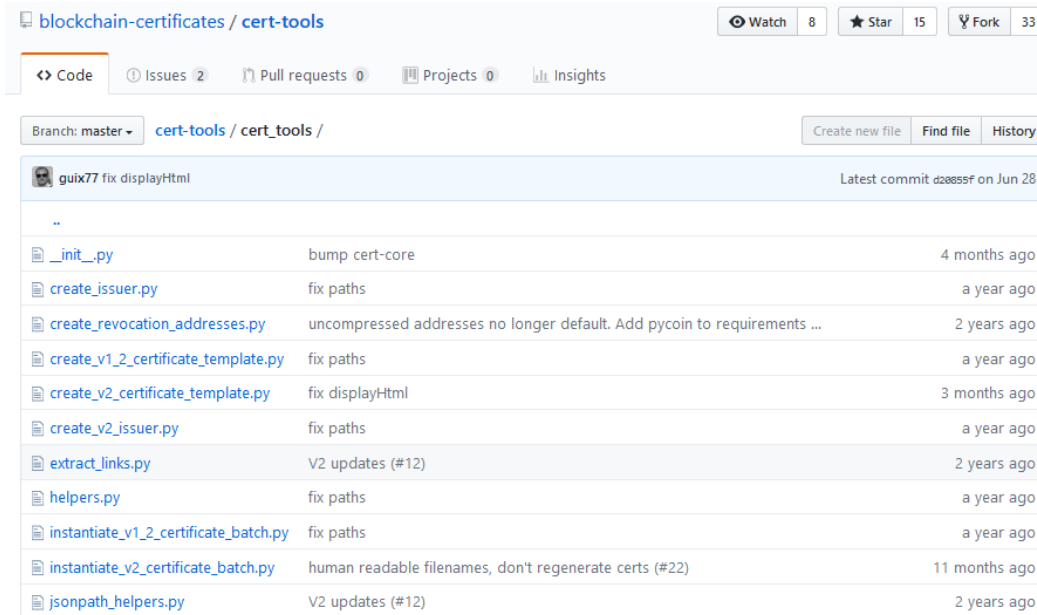 blockchain-certificates / cert-tools
Watch 8 Star 15 Fork 33
Code Issues 2 Pull requests 0 Projects 0 Insights
Branch: master cert-tools / cert_tools / Create new file Find file History
guix77 fix displayHtml Latest commit d20855f on Jun 28
..
__init__.py bump cert-core 4 months ago
create_issuer.py fix paths a year ago
create_revocation_addresses.py uncompressed addresses no longer default. Add pycoin to requirements ... 2 years ago
create_v1_2_certificate_template.py fix paths a year ago
create_v2_certificate_template.py fix displayHtml 3 months ago
create_v2_issuer.py fix paths a year ago
extract_links.py V2 updates (#12) 2 years ago
helpers.py fix paths a year ago
instantiate_v1_2_certificate_batch.py fix paths a year ago
instantiate_v2_certificate_batch.py human readable filenames, don't regenerate certs (#22) 11 months ago
jsonpath_helpers.py V2 updates (#12) 2 years ago